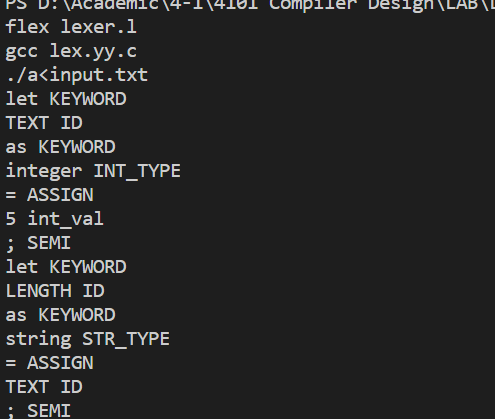 PS D:\Academic\4-1\4101 Compiler Design\LAB\
flex lexer.l
gcc lex.yy.c
./a<input.txt
let KEYWORD
TEXT ID
as KEYWORD
integer INT_TYPE
= ASSIGN
5 int_val
; SEMI
let KEYWORD
LENGTH ID
as KEYWORD
string STR_TYPE
= ASSIGN
TEXT ID
; SEMI